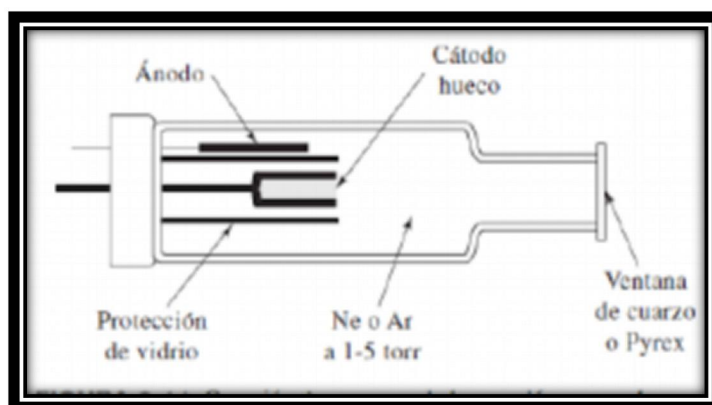 Ánodo
Cátodo
hueco
Protección
de vidrio
Ne o Ar
a 1-5 torr
Ventana
de cuarzo
o Pyrex